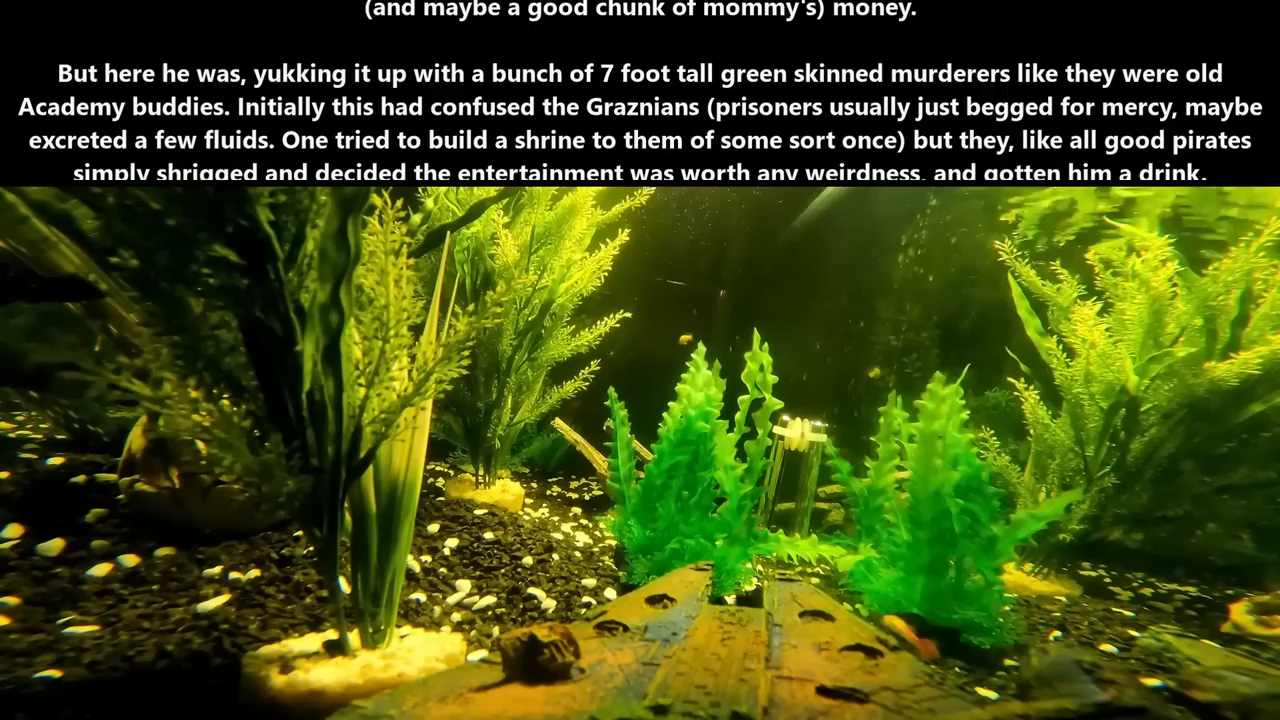 (and maybe a good chunk of mommy's) money.
But here he was, yukking it up with a bunch of 7 foot tall green skinned murderers like they were old
Academy buddies. Initially this had confused the Graznians (prisoners usually just begged for mercy, maybe
excreted a few fluids. One tried to build a shrine to them of some sort once) but they, like all good pirates
simply shrigged and decided the entertainment was worth any weirdness, and gotten him a drink.